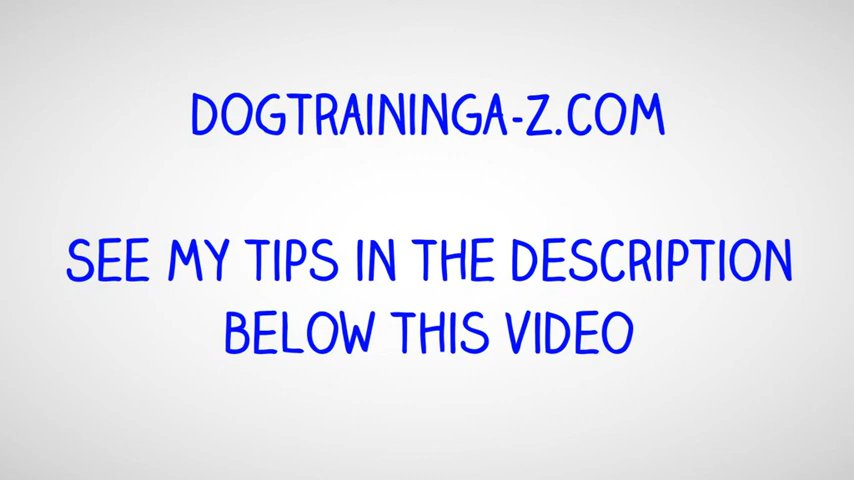 DOGTRAININGA-Z.COM
SEE MY TIPS IN THE DESCRIPTION
BELOW THIS VIDEO